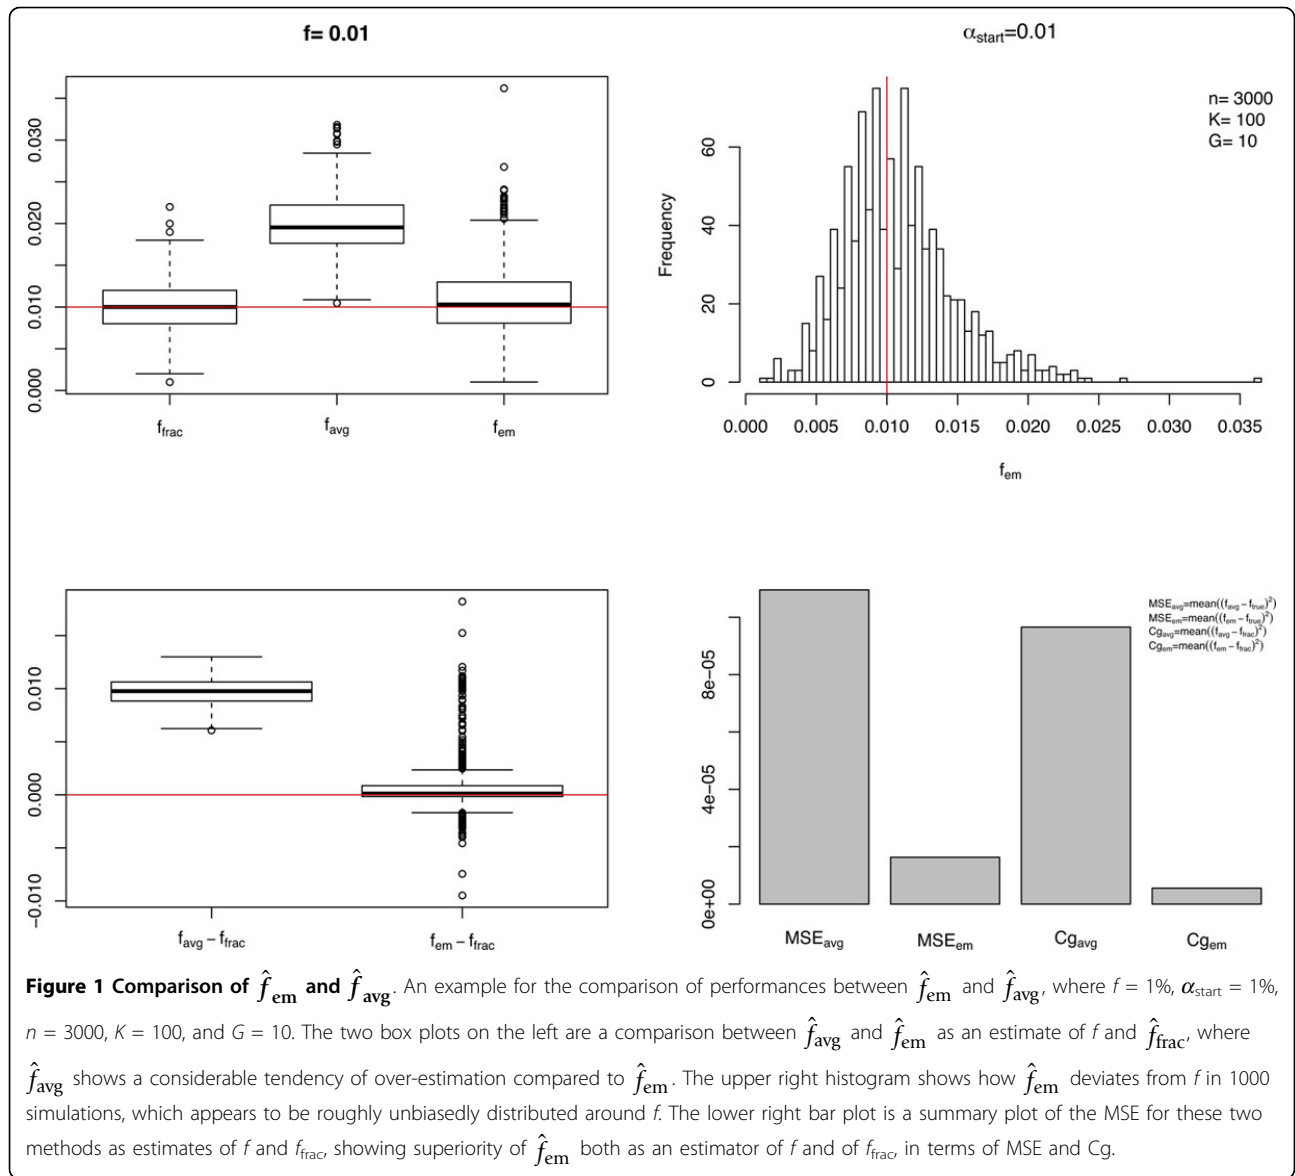 f= 0.01
0.000
0.010
0.020
0.030
f_frac
f_avg
f_em
α_start=0.01
n= 3000
K= 100
G= 10
Frequency
0
20
40
60
0.000 0.005 0.010 0.015 0.020 0.025 0.030 0.035
f_em
−0.010
0.000
0.010
f_avg − f_frac
f_em − f_frac
0e+00
4e−05
8e−05
MSE_avg=mean((f_avg − f_true)^2)
MSE_em=mean((f_em − f_true)^2)
Cg_avg=mean((f_avg − f_frac)^2)
Cg_em=mean((f_em − f_frac)^2)
MSE_avg
MSE_em
Cg_avg
Cg_em
Figure 1 Comparison of f̂_em and f̂_avg. An example for the comparison of performances between f̂_em and f̂_avg, where f = 1%, α_start = 1%,
n = 3000, K = 100, and G = 10. The two box plots on the left are a comparison between f̂_avg and f̂_em as an estimate of f and f̂_frac, where
f̂_avg shows a considerable tendency of over-estimation compared to f̂_em. The upper right histogram shows how f̂_em deviates from f in 1000
simulations, which appears to be roughly unbiasedly distributed around f. The lower right bar plot is a summary plot of the MSE for these two
methods as estimates of f and f_frac, showing superiority of f̂_em both as an estimator of f and of f_frac, in terms of MSE and Cg.